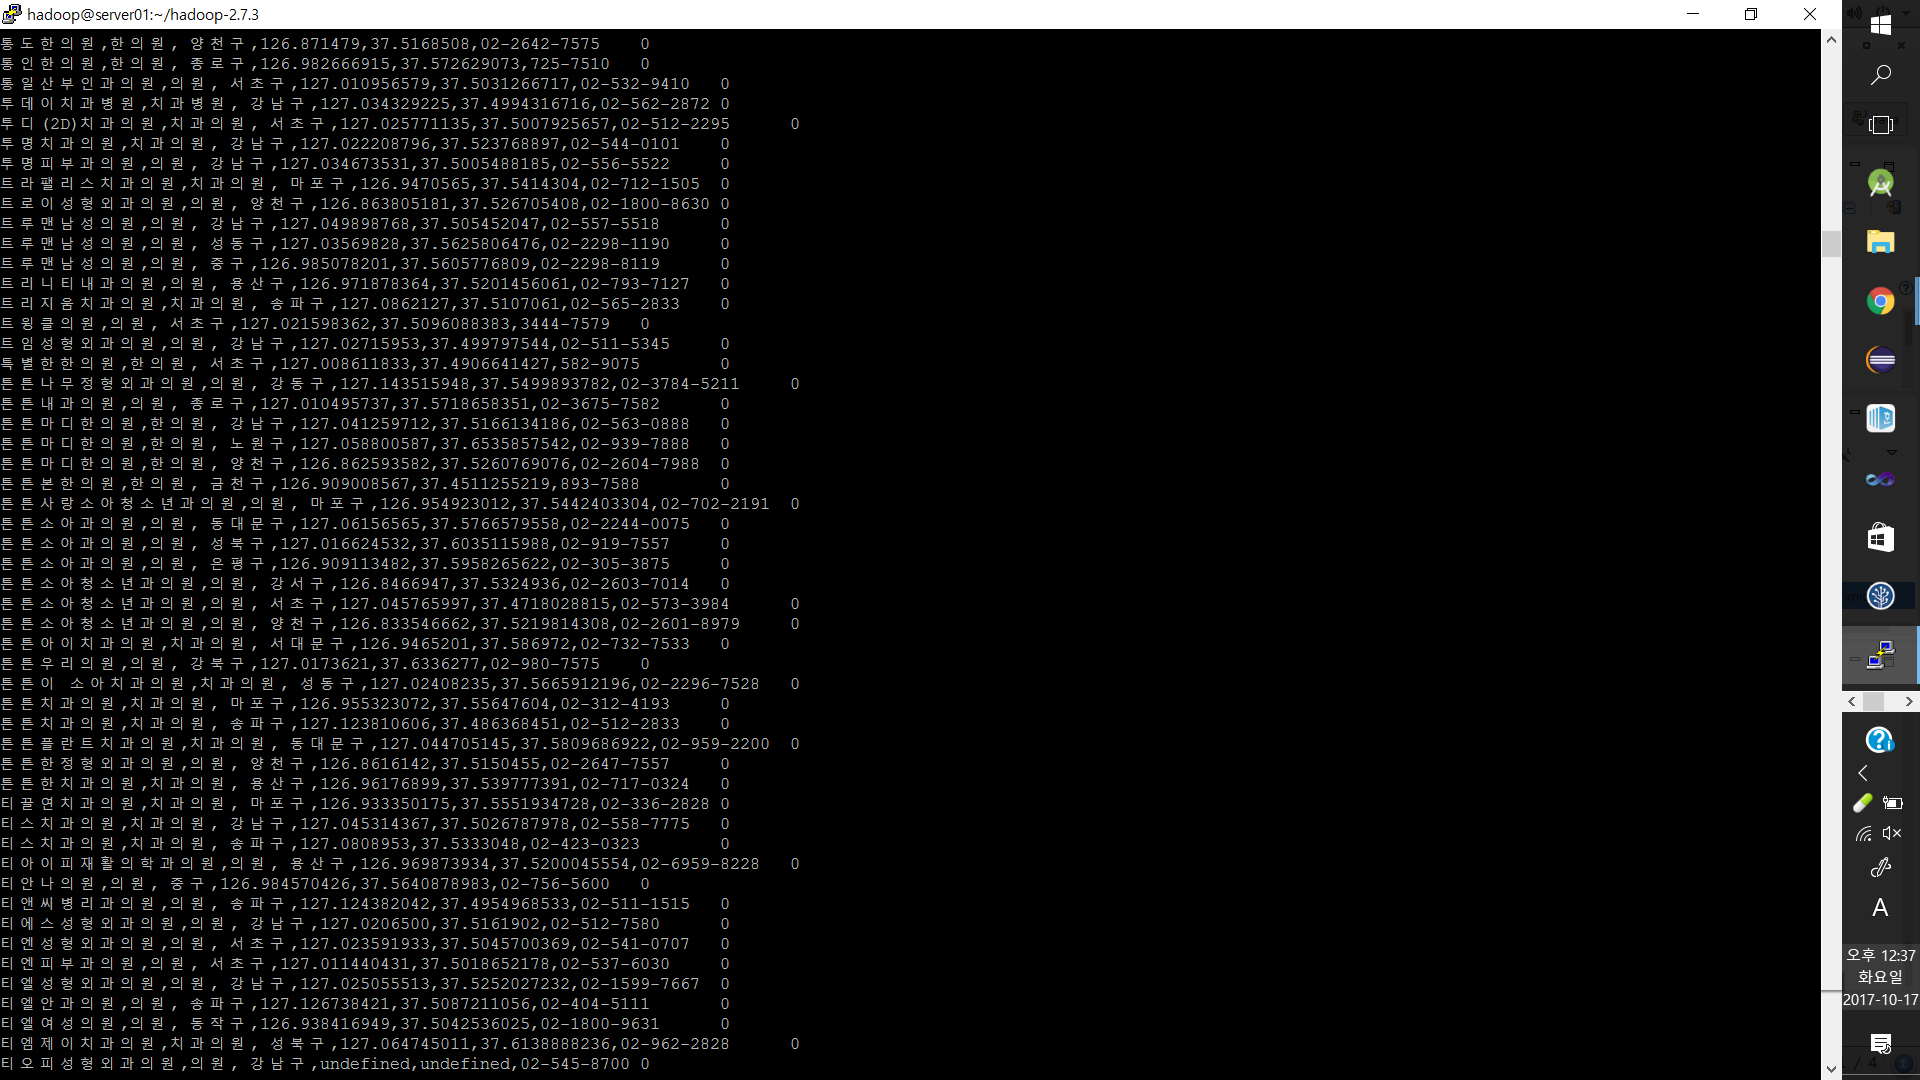 hadoop@server01:~/hadoop-2.7.3
통도한의원,한의원, 양천구,126.871479,37.5168508,02-2642-7575	0
통인한의원,한의원, 종로구,126.982666915,37.572629073,725-7510	0
통일산부인과의원,의원, 서초구,127.010956579,37.5031266717,02-532-9410	0
투데이치과병원,치과병원, 강남구,127.034329225,37.4994316716,02-562-2872	0
투디(2D)치과의원,치과의원, 서초구,127.025771135,37.5007925657,02-512-2295	0
투명치과의원,치과의원, 강남구,127.022208796,37.523768897,02-544-0101	0
투명피부과의원,의원, 강남구,127.034673531,37.5005488185,02-556-5522	0
트라팰리스치과의원,치과의원, 마포구,126.9470565,37.5414304,02-712-1505	0
트로이성형외과의원,의원, 양천구,126.863805181,37.526705408,02-1800-8630	0
트루맨남성의원,의원, 강남구,127.049898768,37.505452047,02-557-5518	0
트루맨남성의원,의원, 성동구,127.03569828,37.5625806476,02-2298-1190	0
트루맨남성의원,의원, 중구,126.985078201,37.5605776809,02-2298-8119	0
트리니티내과의원,의원, 용산구,126.971878364,37.5201456061,02-793-7127	0
트리지움치과의원,치과의원, 송파구,127.0862127,37.5107061,02-565-2833	0
트윙클의원,의원, 서초구,127.021598362,37.5096088383,3444-7579	0
트임성형외과의원,의원, 강남구,127.02715953,37.499797544,02-511-5345	0
특별한한의원,한의원, 서초구,127.008611833,37.4906641427,582-9075	0
튼튼나무정형외과의원,의원, 강동구,127.143515948,37.5499893782,02-3784-5211	0
튼튼내과의원,의원, 종로구,127.010495737,37.5718658351,02-3675-7582	0
튼튼마디한의원,한의원, 강남구,127.041259712,37.5166134186,02-563-0888	0
튼튼마디한의원,한의원, 노원구,127.058800587,37.6535857542,02-939-7888	0
튼튼마디한의원,한의원, 양천구,126.862593582,37.5260769076,02-2604-7988	0
튼튼본한의원,한의원, 금천구,126.909008567,37.4511255219,893-7588	0
튼튼사랑소아청소년과의원,의원, 마포구,126.954923012,37.5442403304,02-702-2191	0
튼튼소아과의원,의원, 동대문구,127.06156565,37.5766579558,02-2244-0075	0
튼튼소아과의원,의원, 성북구,127.016624532,37.6035115988,02-919-7557	0
튼튼소아과의원,의원, 은평구,126.909113482,37.5958265622,02-305-3875	0
튼튼소아청소년과의원,의원, 강서구,126.8466947,37.5324936,02-2603-7014	0
튼튼소아청소년과의원,의원, 서초구,127.045765997,37.4718028815,02-573-3984	0
튼튼소아청소년과의원,의원, 양천구,126.833546662,37.5219814308,02-2601-8979	0
튼튼아이치과의원,치과의원, 서대문구,126.9465201,37.586972,02-732-7533	0
튼튼우리의원,의원, 강북구,127.0173621,37.6336277,02-980-7575	0
튼튼이 소아치과의원,치과의원, 성동구,127.02408235,37.5665912196,02-2296-7528	0
튼튼치과의원,치과의원, 마포구,126.955323072,37.55647604,02-312-4193	0
튼튼치과의원,치과의원, 송파구,127.123810606,37.486368451,02-512-2833	0
튼튼플란트치과의원,치과의원, 동대문구,127.044705145,37.5809686922,02-959-2200	0
튼튼한정형외과의원,의원, 양천구,126.8616142,37.5150455,02-2647-7557	0
튼튼한치과의원,치과의원, 용산구,126.96176899,37.539777391,02-717-0324	0
티끌연치과의원,치과의원, 마포구,126.933350175,37.5551934728,02-336-2828	0
티스치과의원,치과의원, 강남구,127.045314367,37.5026787978,02-558-7775	0
티스치과의원,치과의원, 송파구,127.0808953,37.5333048,02-423-0323	0
티아이피재활의학과의원,의원, 용산구,126.969873934,37.5200045554,02-6959-8228	0
티안나의원,의원, 중구,126.984570426,37.5640878983,02-756-5600	0
티앤씨병리과의원,의원, 송파구,127.124382042,37.4954968533,02-511-1515	0
티에스성형외과의원,의원, 강남구,127.0206500,37.5161902,02-512-7580	0
티엔성형외과의원,의원, 서초구,127.023591933,37.5045700369,02-541-0707	0
티엔피부과의원,의원, 서초구,127.011440431,37.5018652178,02-537-6030	0
티엘성형외과의원,의원, 강남구,127.025055513,37.5252027232,02-1599-7667	0
티엘안과의원,의원, 송파구,127.126738421,37.5087211056,02-404-5111	0
티엘여성의원,의원, 동작구,126.938416949,37.5042536025,02-1800-9631	0
티엠제이치과의원,치과의원, 성북구,127.064745011,37.6138888236,02-962-2828	0
티오피성형외과의원,의원, 강남구,undefined,undefined,02-545-8700	0
A
오후 12:37
화요일
2017-10-17